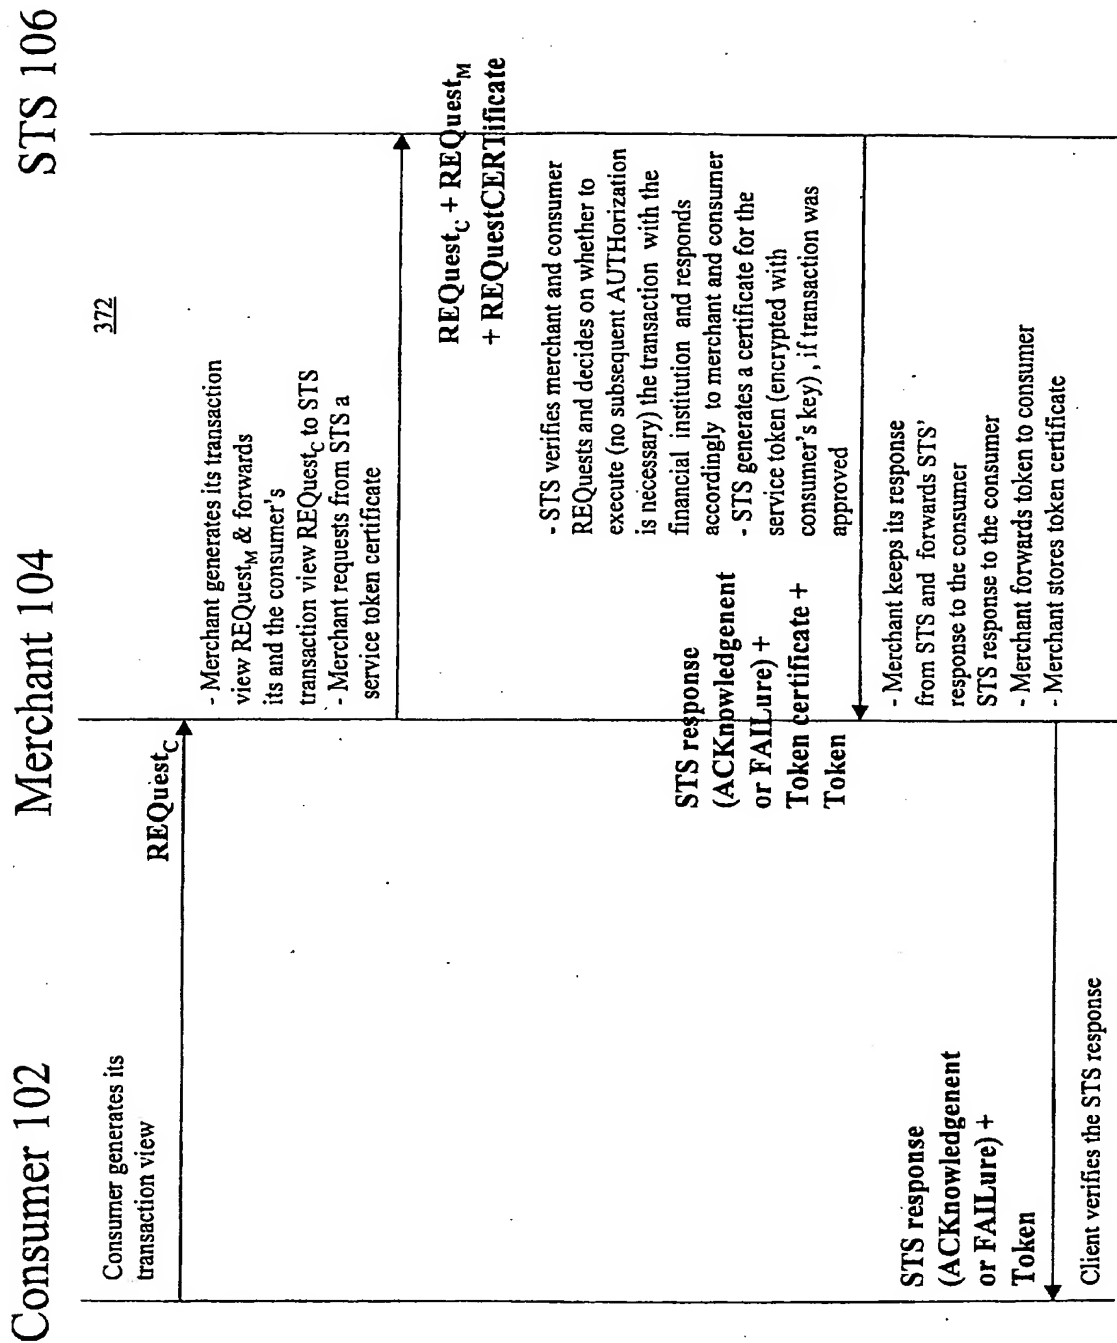 Consumer 102
Merchant 104
STS 106
372
Consumer generates its
transaction view
REQuest_C
- Merchant generates its transaction
view REQuest_M & forwards
its and the consumer's
transaction view REQuest_C to STS
- Merchant requests from STS a
service token certificate
REQuest_C + REQuest_M
+ REQuestCERTificate
- STS verifies merchant and consumer
REQuests and decides on whether to
execute (no subsequent AUTHorization
is necessary) the transaction with the
financial institution and responds
accordingly to merchant and consumer
- STS generates a certificate for the
service token (encrypted with
consumer's key), if transaction was
approved
STS response
(ACKnowledgenent
or FAILure) +
Token certificate +
Token
- Merchant keeps its response
from STS and forwards STS'
response to the consumer
STS response to the consumer
- Merchant forwards token to consumer
- Merchant stores token certificate
STS response
(ACKnowledgenent
or FAILure) +
Token
Client verifies the STS response